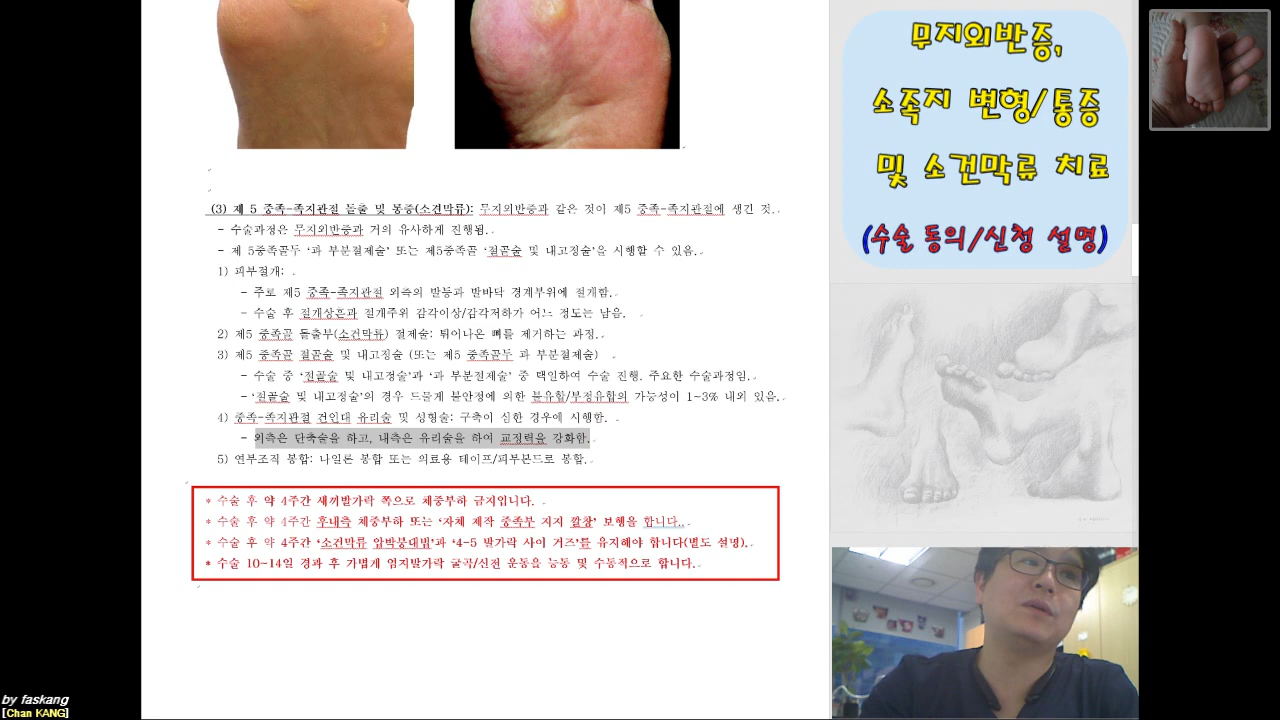 (3) 제 5 중족-족지관절 돌출 및 통증(소건막류): 무지외반증과 같은 것이 제5 중족-족지관절에 생긴 것.
- 수술과정은 무지외반증과 거의 유사하게 진행됨.
- 제 5중족골두 ‘과 부분절제술’ 또는 제5중족골 ‘절골술 및 내고정술’을 시행할 수 있음.
1) 피부절개:
- 주로 제5 중족-족지관절 외측의 발등과 발바닥 경계부위에 절개함.
- 수술 후 절개상흔과 절개주위 감각이상/감각저하가 어느 정도는 남음.
2) 제5 중족골 돌출부(소건막류) 절제술: 튀어나온 뼈를 제거하는 과정.
3) 제5 중족골 절골술 및 내고정술 (또는 제5 중족골두 과 부분절제술)
- 수술 중 ‘절골술 및 내고정술’과 ‘과 부분절제술’ 중 택일하여 수술 진행. 주요한 수술과정임.
- ‘절골술 및 내고정술’의 경우 드물게 불안정에 의한 불유합/부정유합의 가능성이 1~3% 내외 있음.
4) 중족-족지관절 건인대 유리술 및 성형술: 구축이 심한 경우에 시행함.
- 외측은 단축술을 하고, 내측은 유리술을 하여 교정력을 강화함.
5) 연부조직 봉합: 나일론 봉합 또는 의료용 테이프/피부본드로 봉합.
* 수술 후 약 4주간 새끼발가락 쪽으로 체중부하 금지입니다.
* 수술 후 약 4주간 후내측 체중부하 또는 ‘자체 제작 중족부 지지 깔창’ 보행을 합니다..
* 수술 후 약 4주간 ‘소건막류 압박붕대법’과 ‘4-5 발가락 사이 거즈’를 유지해야 합니다(별도 설명).
* 수술 10~14일 경과 후 가볍게 엄지발가락 굴곡/신전 운동을 능동 및 수동적으로 합니다.
무지외반증,
소족지 변형/통증
및 소건막류 치료
(수술 동의/신청 설명)
by faskang
[Chan KANG]